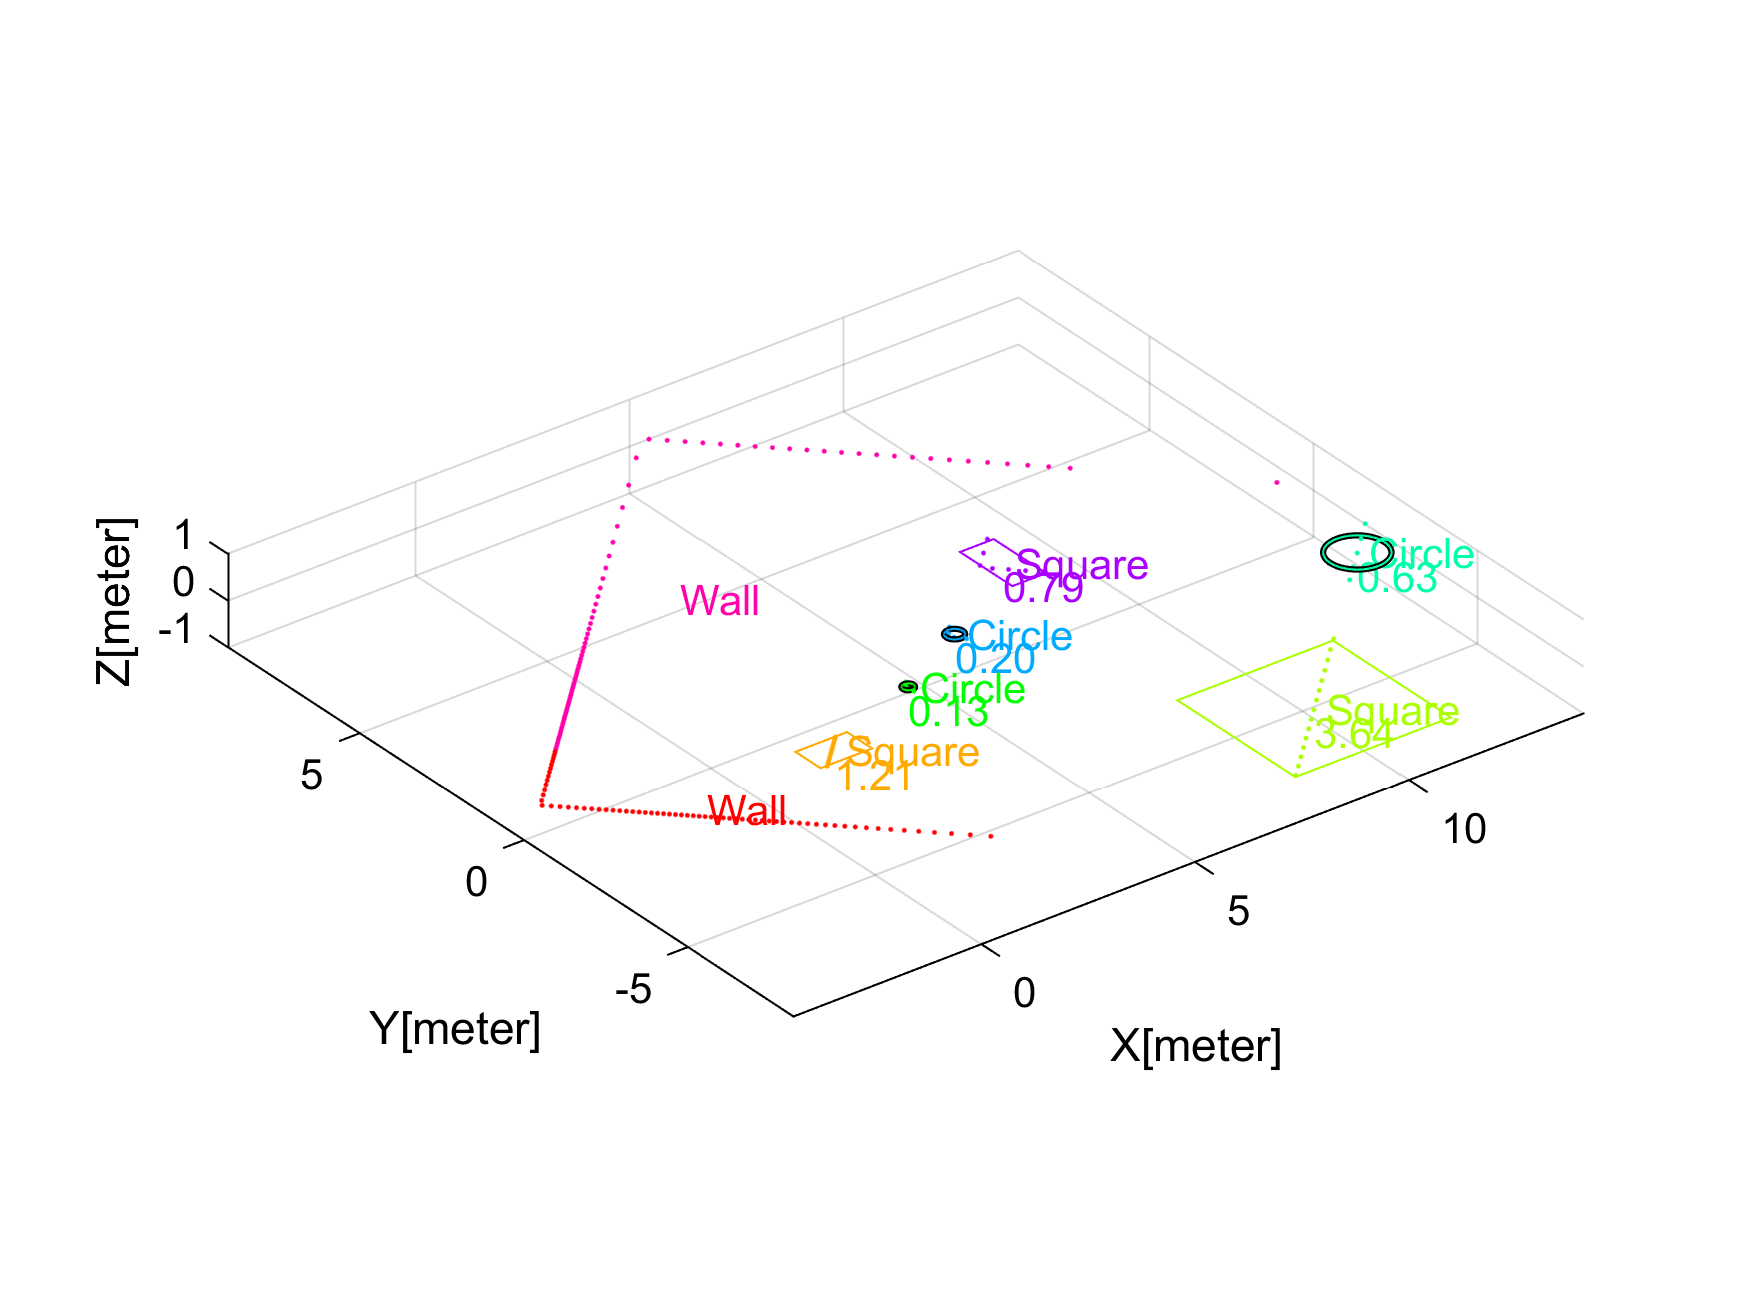 1
0
-1
Z[meter]
5
0
-5
Y[meter]
0
5
10
X[meter]
Wall
Square
0.79
Circle
0.63
Circle
0.20
Circle
0.13
Square
3.64
Square
1.21
Wall